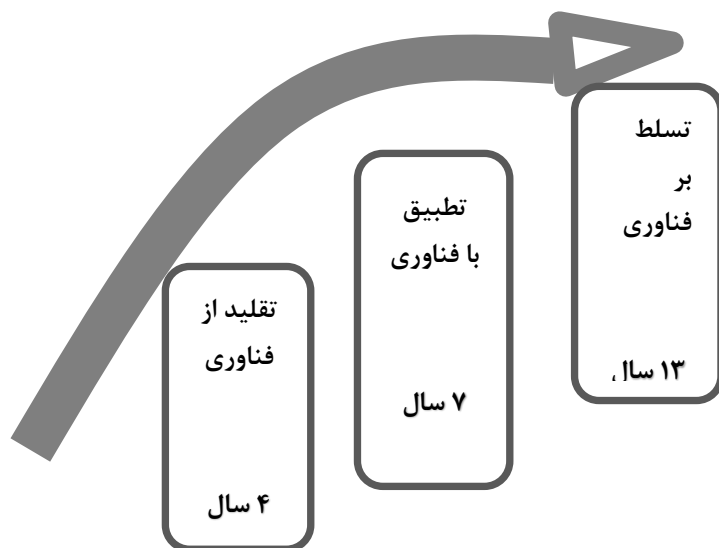 تسلط
بر
فناوری
۱۳ سال
تطبیق
با فناوری
۷ سال
تقلید از
فناوری
۴ سال